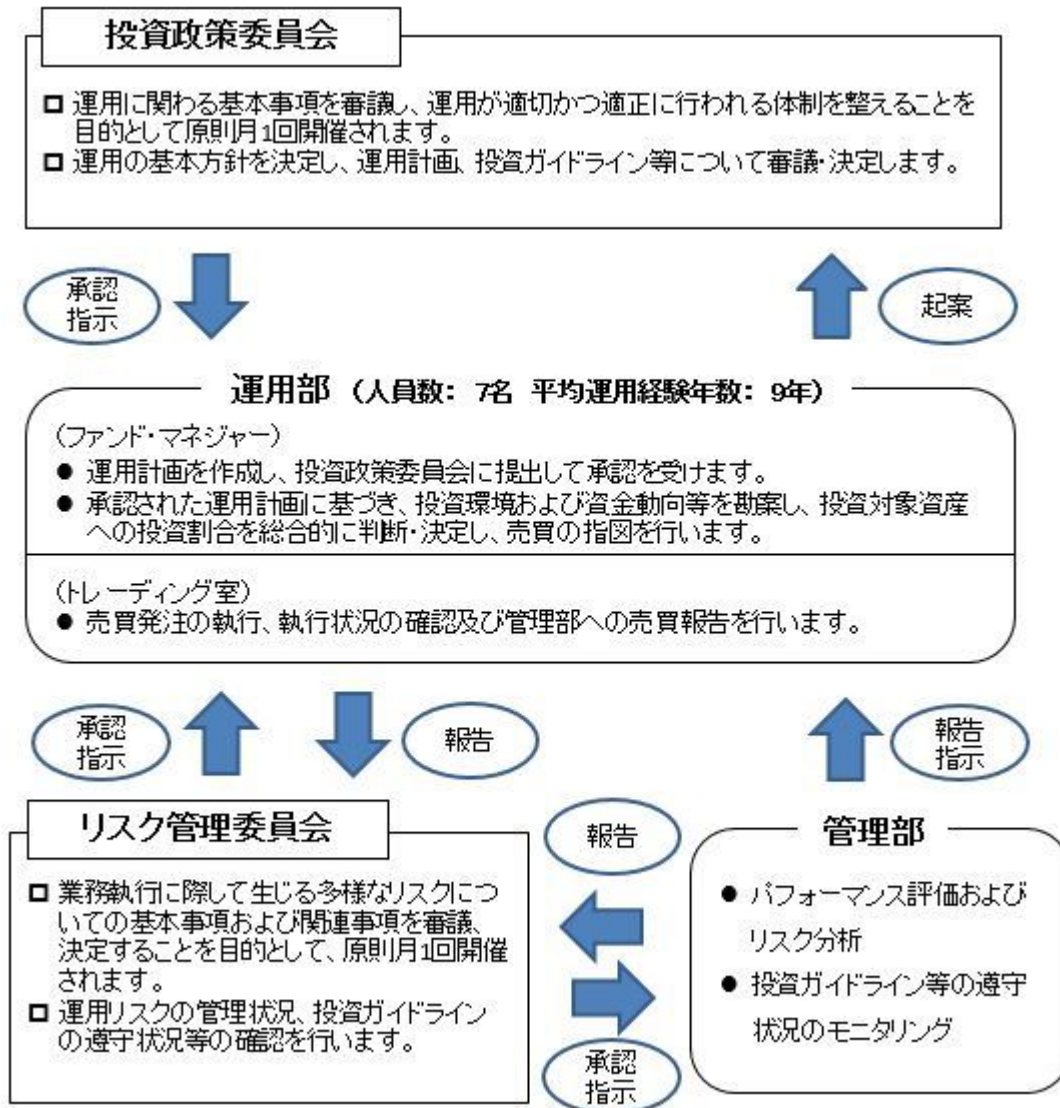 投資政策委員会
□ 運用に関わる基本事項を審議し、運用が適切かつ適正に行われる体制を整えることを
目的として原則月1回開催されます。
□ 運用の基本方針を決定し、運用計画、投資ガイドライン等について審議・決定します。
承認
指示
起案
運用部 (人員数: 7名 平均運用経験年数: 9年)
(ファンド・マネジャー)
● 運用計画を作成し、投資政策委員会に提出して承認を受けます。
● 承認された運用計画に基づき、投資環境および資金動向等を勘案し、投資対象資産
への投資割合を総合的に判断・決定し、売買の指図を行います。
(トレーディング室)
● 売買発注の執行、執行状況の確認及び管理部への売買報告を行います。
承認
指示
報告
報告
指示
リスク管理委員会
□ 業務執行に際して生じる多様なリスクにつ
いての基本事項および関連事項を審議、
決定することを目的として、原則月1回開催
されます。
□ 運用リスクの管理状況、投資ガイドライン
の遵守状況等の確認を行います。
報告
承認
指示
管理部
● パフォーマンス評価および
リスク分析
● 投資ガイドライン等の遵守
状況のモニタリング